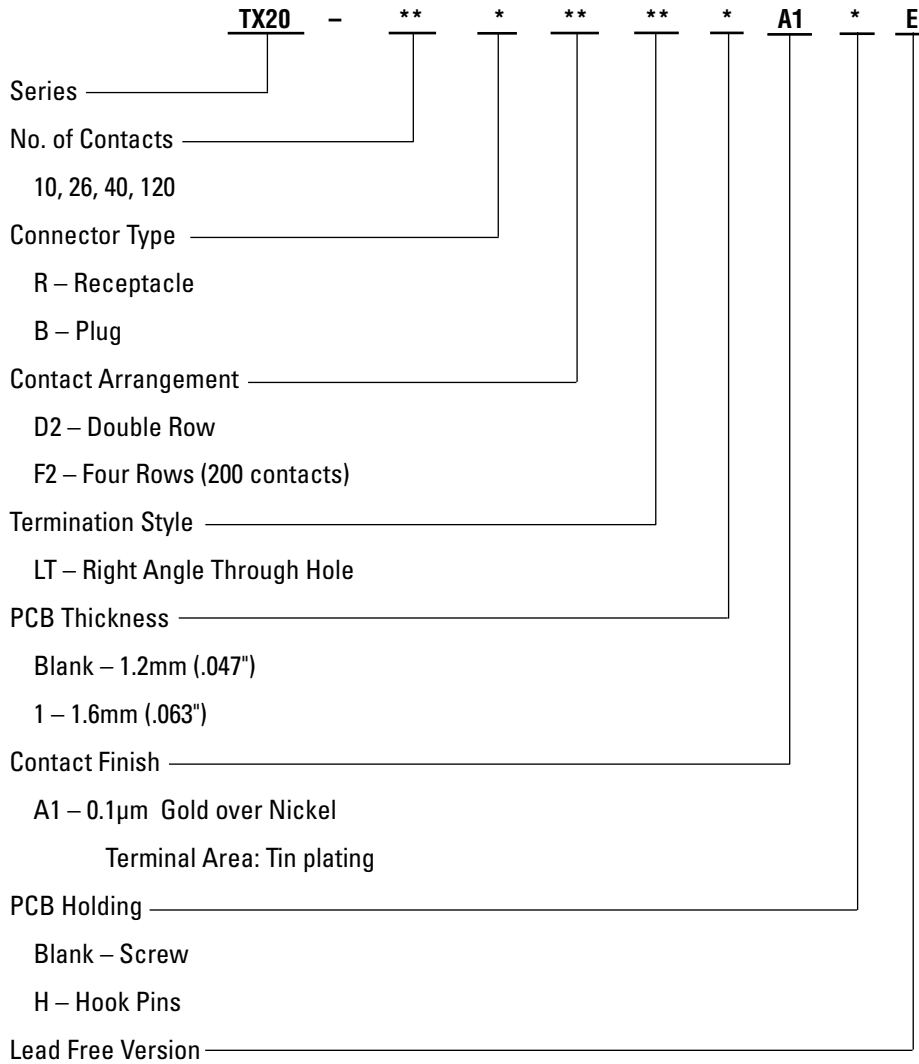 TX20 – ** * ** ** * A1 * E
Series
No. of Contacts
10, 26, 40, 120
Connector Type
R – Receptacle
B – Plug
Contact Arrangement
D2 – Double Row
F2 – Four Rows (200 contacts)
Termination Style
LT – Right Angle Through Hole
PCB Thickness
Blank – 1.2mm (.047")
1 – 1.6mm (.063")
Contact Finish
A1 – 0.1µm Gold over Nickel
Terminal Area: Tin plating
PCB Holding
Blank – Screw
H – Hook Pins
Lead Free Version